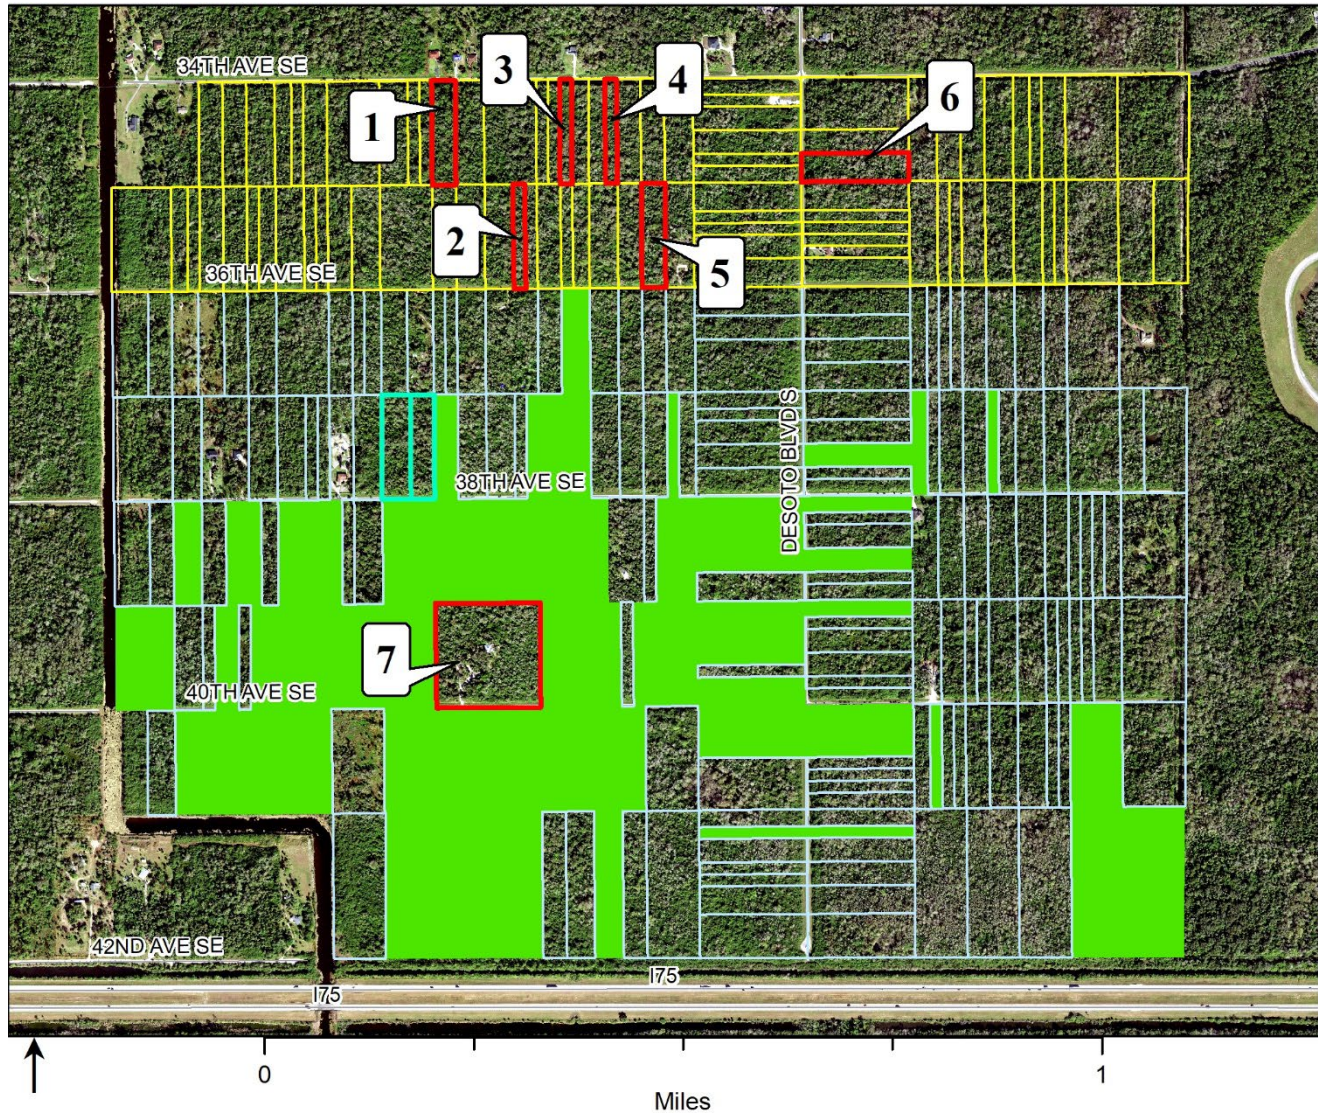 34TH AVE SE
1
3
4
6
2
5
36TH AVE SE
38TH AVE SE
DESOTO BLVD S
7
40TH AVE SE
42ND AVE SE
I75
I75
0
1
Miles